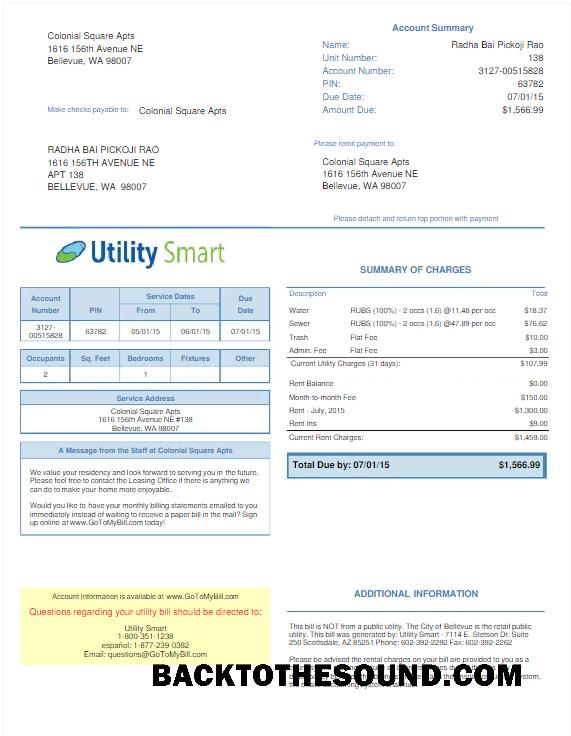 Colonial Square Apts
1616 156th Avenue NE
Bellevue, WA 98007
Account Summary
Name: Radha Bai Pickoji Rao
Unit Number: 138
Account Number: 3127-00515828
PIN: 63782
Due Date: 07/01/15
Amount Due: $1,566.99
Make checks payable to: Colonial Square Apts
RADHA BAI PICKOJI RAO
1616 156TH AVENUE NE
APT 138
BELLEVUE, WA 98007
Please remit payment to:
Colonial Square Apts
1616 156th Avenue NE
Bellevue, WA 98007
Please detach and return top portion with payment
Utility Smart
Account Number PIN Service Dates From To Due Date
3127-00515828 63782 05/01/15 06/01/15 07/01/15
Occupants Sq. Feet Bedrooms Fixtures Other
2 1
Service Address
Colonial Square Apts
1616 156th Avenue NE #138
Bellevue, WA 98007
A Message from the Staff at Colonial Square Apts
We value your residency and look forward to serving you in the future.
Please feel free to contact the Leasing Office if there is anything we
can do to make your home more enjoyable.
Would you like to have your monthly billing statements emailed to you
immediately instead of waiting to receive a paper bill in the mail? Sign
up online at www.GoToMyBill.com today!
SUMMARY OF CHARGES
Description Total
Water RUBS (100%) - 2 occs (1.6) @11.48 per occ $18.37
Sewer RUBS (100%) - 2 occs (1.6) @47.89 per occ $76.62
Trash Flat Fee $10.00
Admin. Fee Flat Fee $3.00
Current Utility Charges (31 days): $107.99
Rent Balance $0.00
Month-to-month Fee $150.00
Rent - July, 2015 $1,300.00
Rent Ins $9.00
Current Rent Charges: $1,459.00
Total Due by: 07/01/15 $1,566.99
Account Information is available at www.GoToMyBill.com
Questions regarding your utility bill should be directed to:
Utility Smart
1-800-351-1238
español: 1-877-239-0382
Email: questions@GoToMyBill.com
ADDITIONAL INFORMATION
This bill is NOT from a public utility. The City of Bellevue is the retail public
utility. This bill was generated by: Utility Smart - 7114 E. Stetson Dr. Suite
250 Scottsdale, AZ 85251 Phone: 602-392-2292 Fax: 602-392-2262
Please be advised the rental charges on your bill are provided to you as a
BACKTOTHESOUND.COM